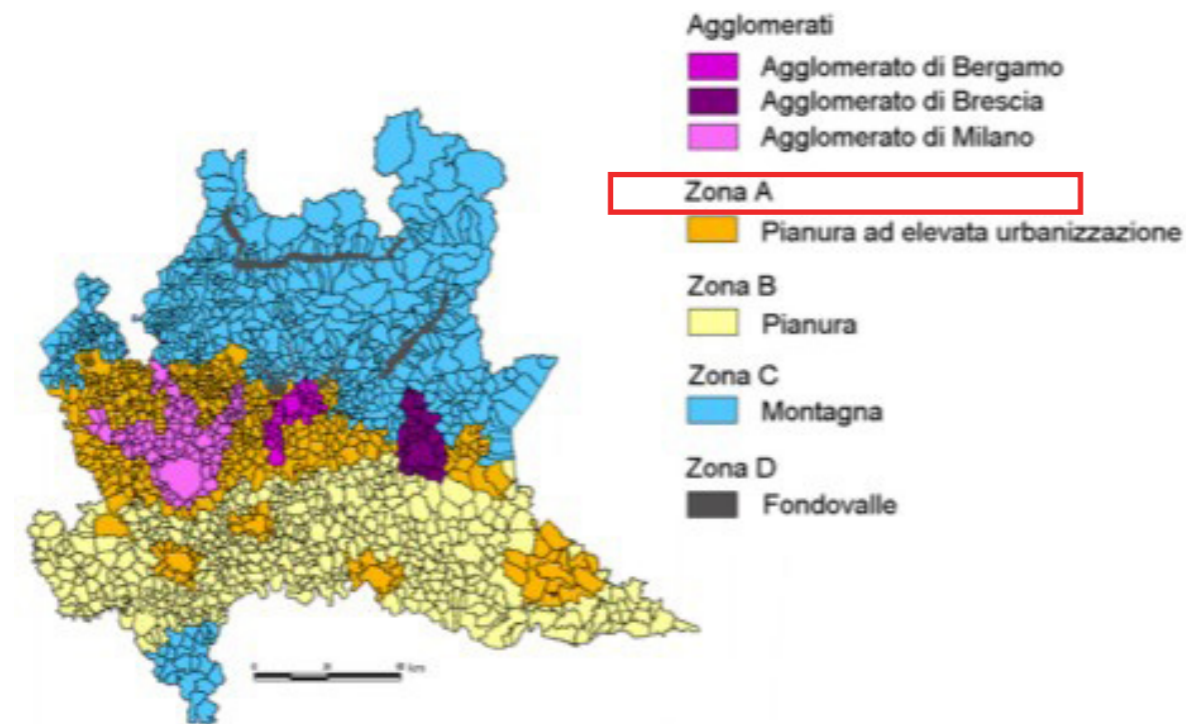 Agglomerati
Agglomerato di Bergamo
Agglomerato di Brescia
Agglomerato di Milano
Zona A
Pianura ad elevata urbanizzazione
Zona B
Pianura
Zona C
Montagna
Zona D
Fondovalle